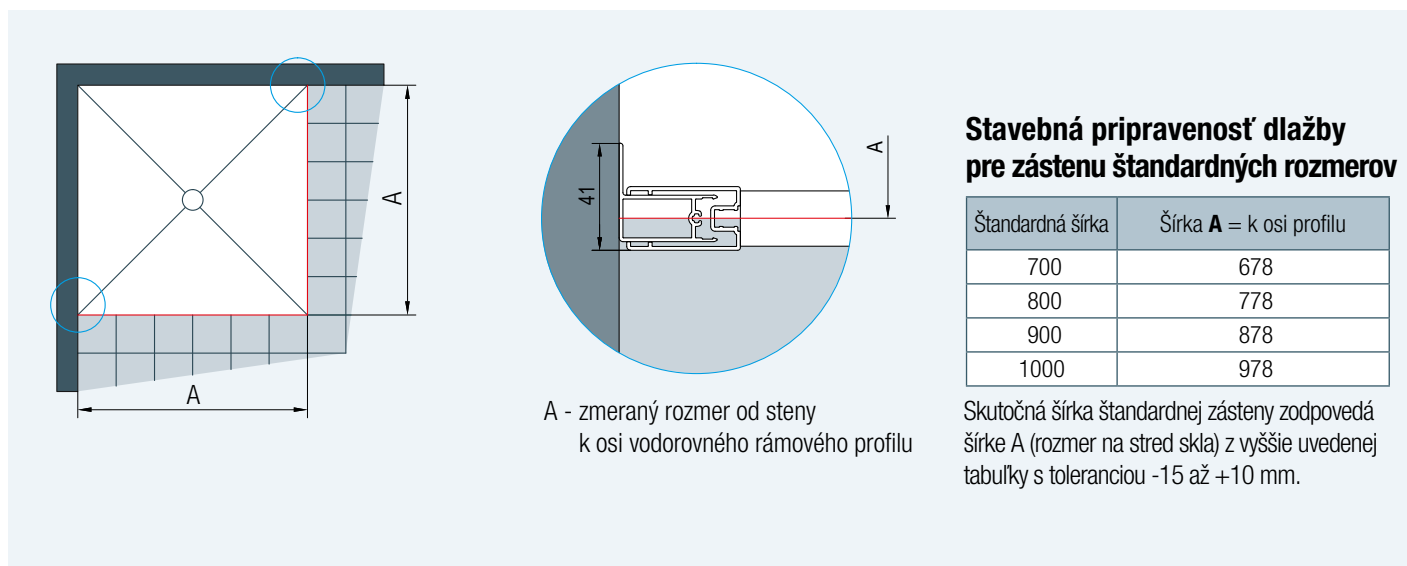 A
A
41
A
A - zmeraný rozmer od steny
k osi vodorovného rámového profilu
Stavebná pripravenosť dlažby
pre zástenu štandardných rozmerov
Štandardná šírka Šírka A = k osi profilu
700 678
800 778
900 878
1000 978
Skutočná šírka štandardnej zásteny zodpovedá
šírke A (rozmer na stred skla) z vyššie uvedenej
tabuľky s toleranciou -15 až +10 mm.